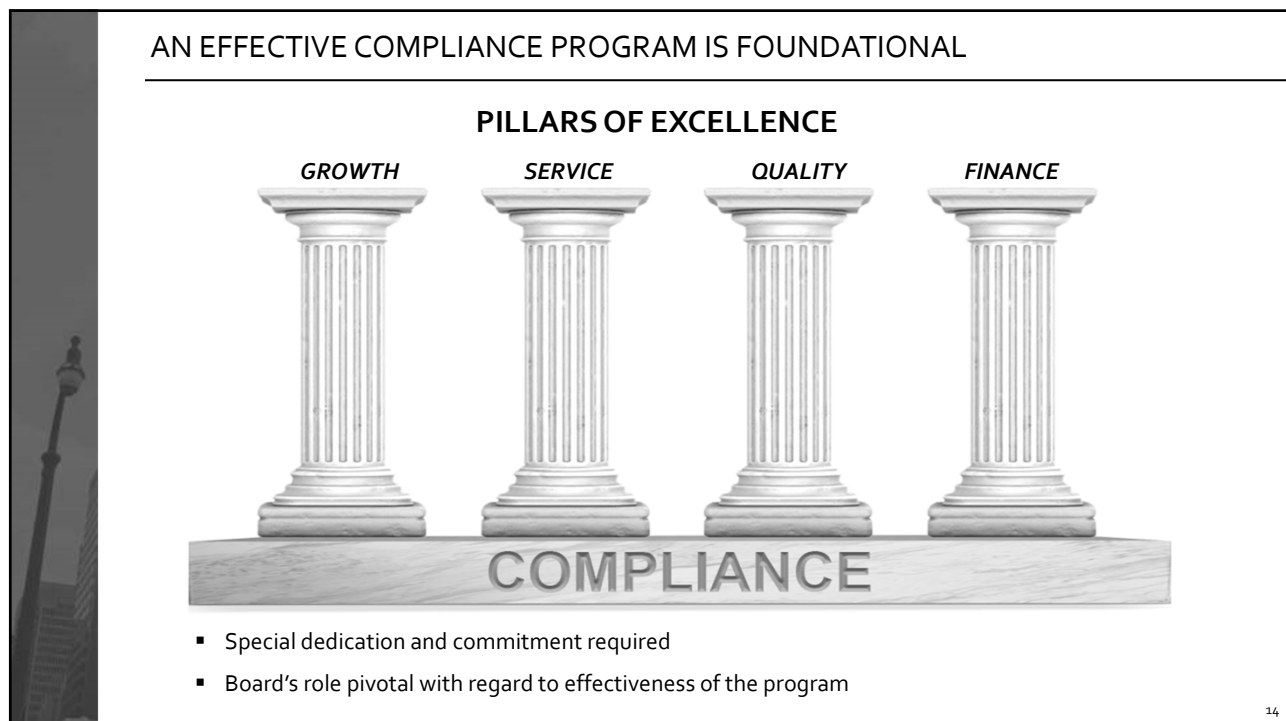 AN EFFECTIVE COMPLIANCE PROGRAM IS FOUNDATIONAL
PILLARS OF EXCELLENCE
GROWTH SERVICE QUALITY FINANCE
COMPLIANCE
▪ Special dedication and commitment required
▪ Board's role pivotal with regard to effectiveness of the program
14